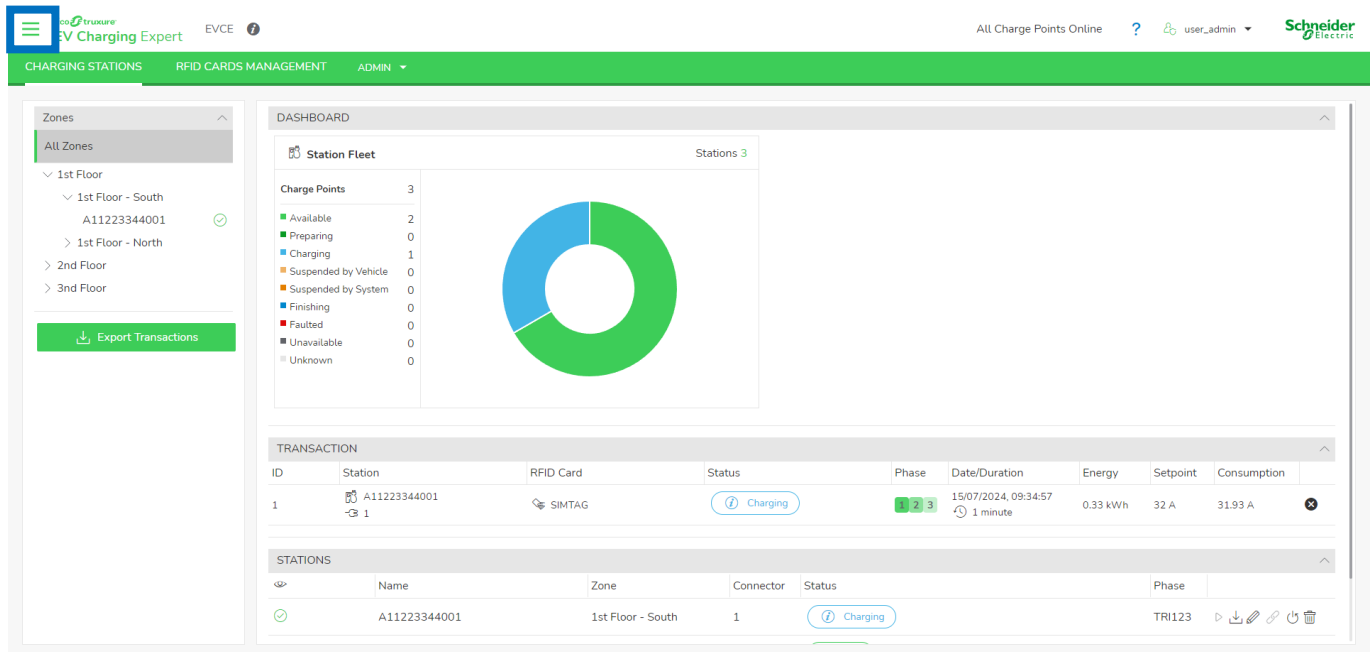 EcoStruxure
EV Charging Expert
EVCE
All Charge Points Online
?
user_admin
Schneider
Electric
CHARGING STATIONS
RFID CARDS MANAGEMENT
ADMIN
Zones
All Zones
1st Floor
1st Floor - South
A11223344001
1st Floor - North
2nd Floor
3nd Floor
Export Transactions
DASHBOARD
Station Fleet
Stations 3
Charge Points 3
Available 2
Preparing 0
Charging 1
Suspended by Vehicle 0
Suspended by System 0
Finishing 0
Faulted 0
Unavailable 0
Unknown 0
TRANSACTION
ID Station RFID Card Status Phase Date/Duration Energy Setpoint Consumption
1 A11223344001 SIMTAG Charging 1 2 3 15/07/2024, 09:34:57 0.33 kWh 32 A 31.93 A
1 1 minute
STATIONS
Name Zone Connector Status Phase
A11223344001 1st Floor - South 1 Charging TRI123